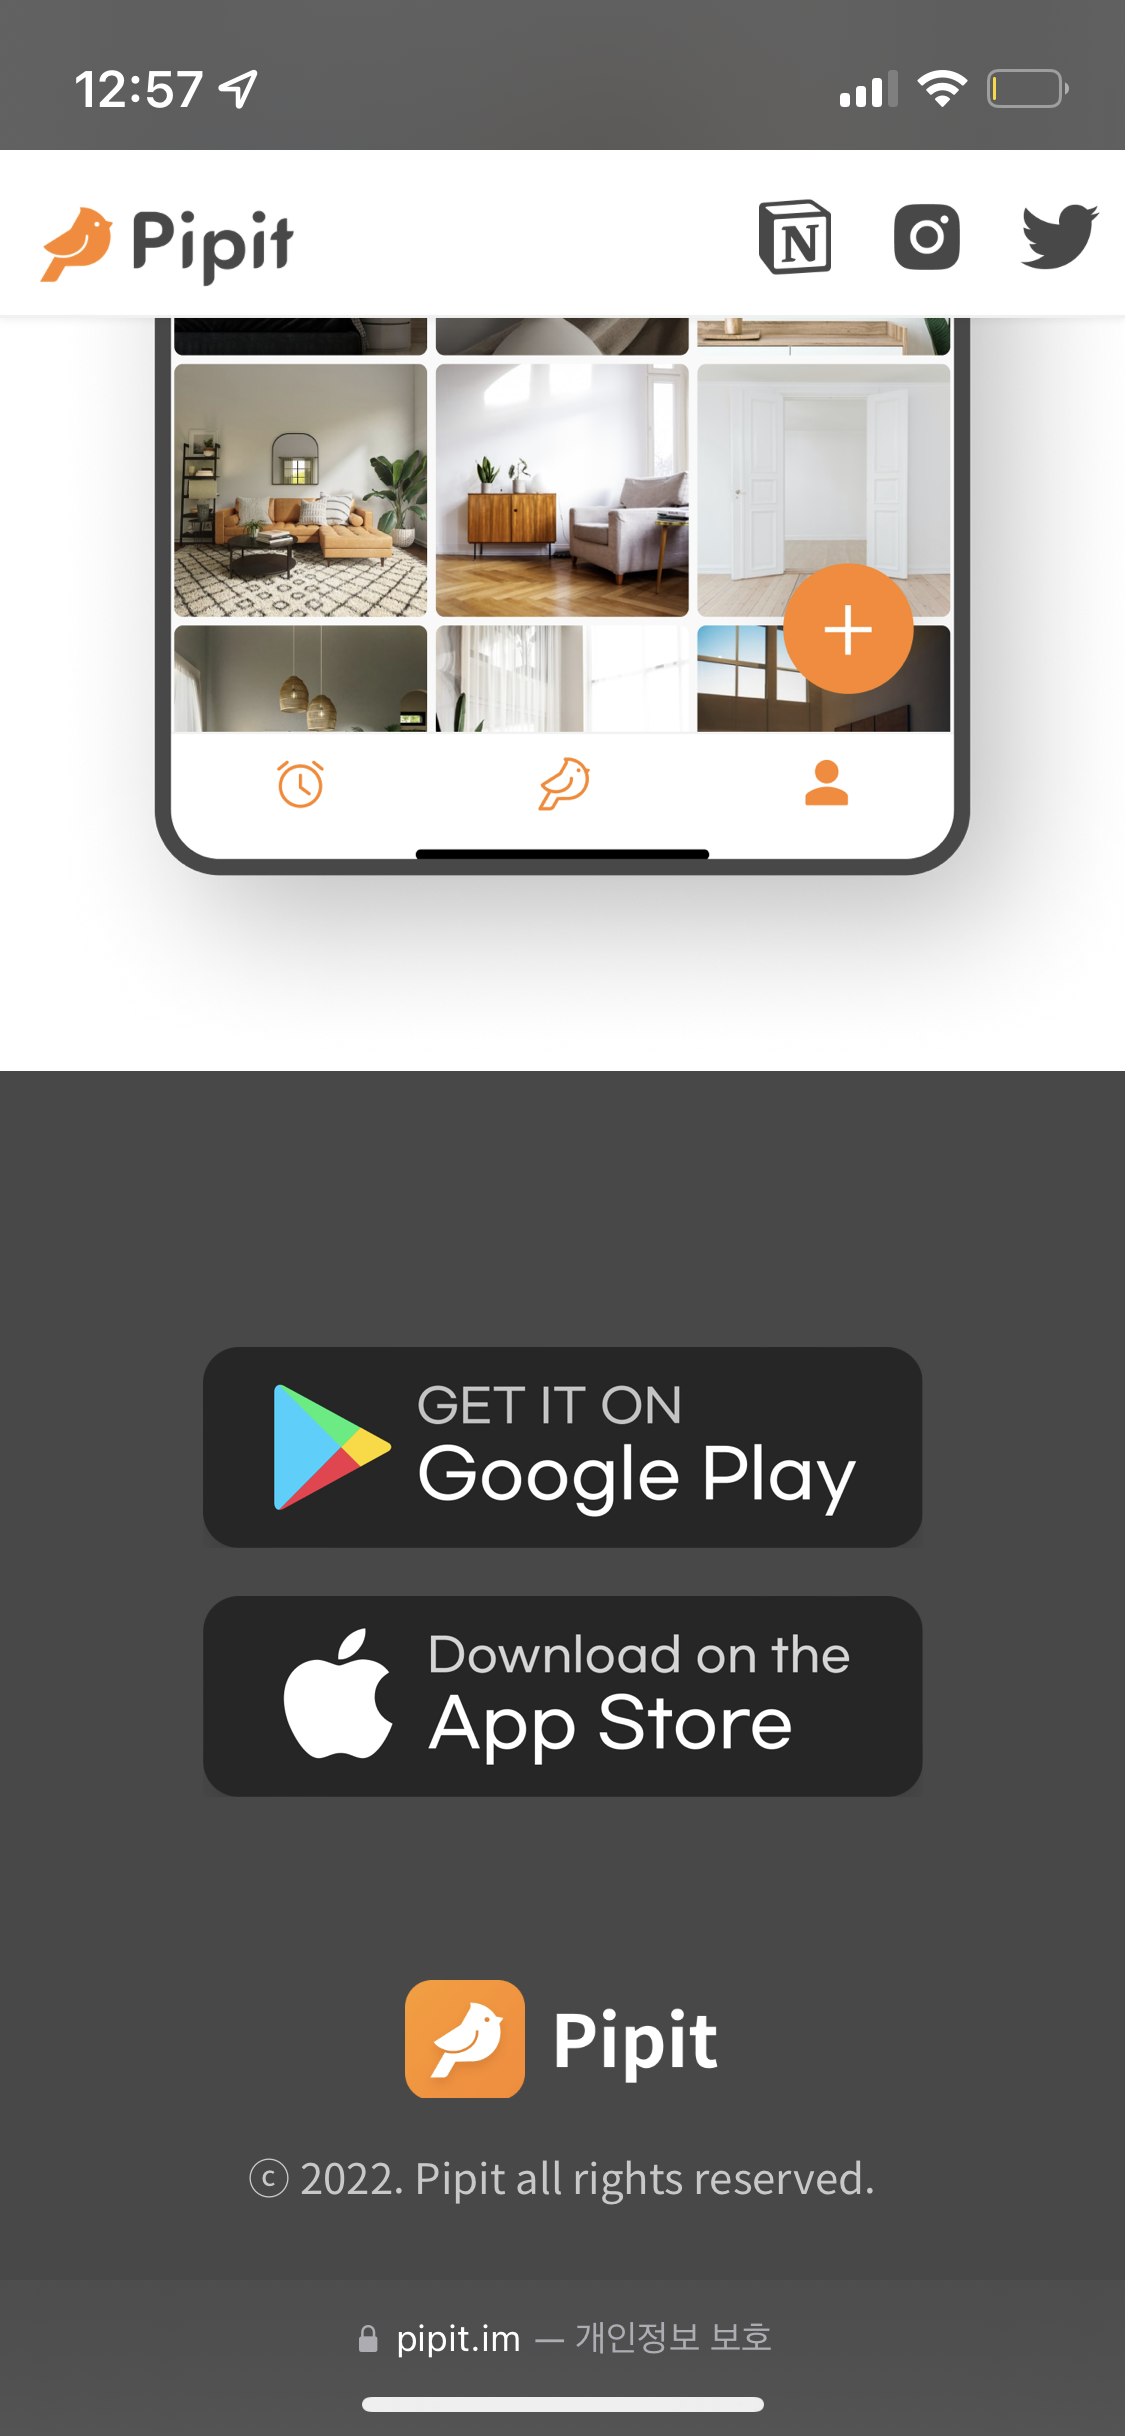 12:57
Pipit
N
GET IT ON
Google Play
Download on the
App Store
Pipit
ⓒ 2022. Pipit all rights reserved.
pipit.im — 개인정보 보호